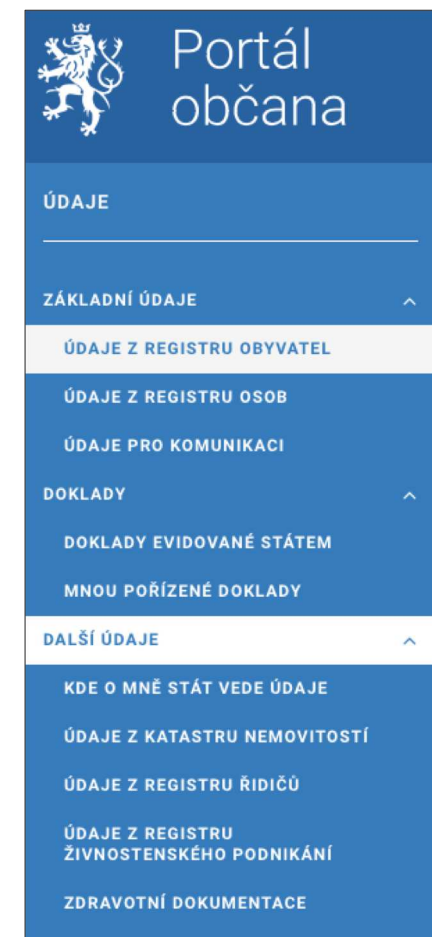 Portál
občana
ÚDAJE
ZÁKLADNÍ ÚDAJE
ÚDAJE Z REGISTRU OBYVATEL
ÚDAJE Z REGISTRU OSOB
ÚDAJE PRO KOMUNIKACI
DOKLADY
DOKLADY EVIDOVANÉ STÁTEM
MNOU POŘÍZENÉ DOKLADY
DALŠÍ ÚDAJE
KDE O MNĚ STÁT VEDE ÚDAJE
ÚDAJE Z KATASTRU NEMOVITOSTÍ
ÚDAJE Z REGISTRU ŘIDIČŮ
ÚDAJE Z REGISTRU
ŽIVNOSTENSKÉHO PODNIKÁNÍ
ZDRAVOTNÍ DOKUMENTACE